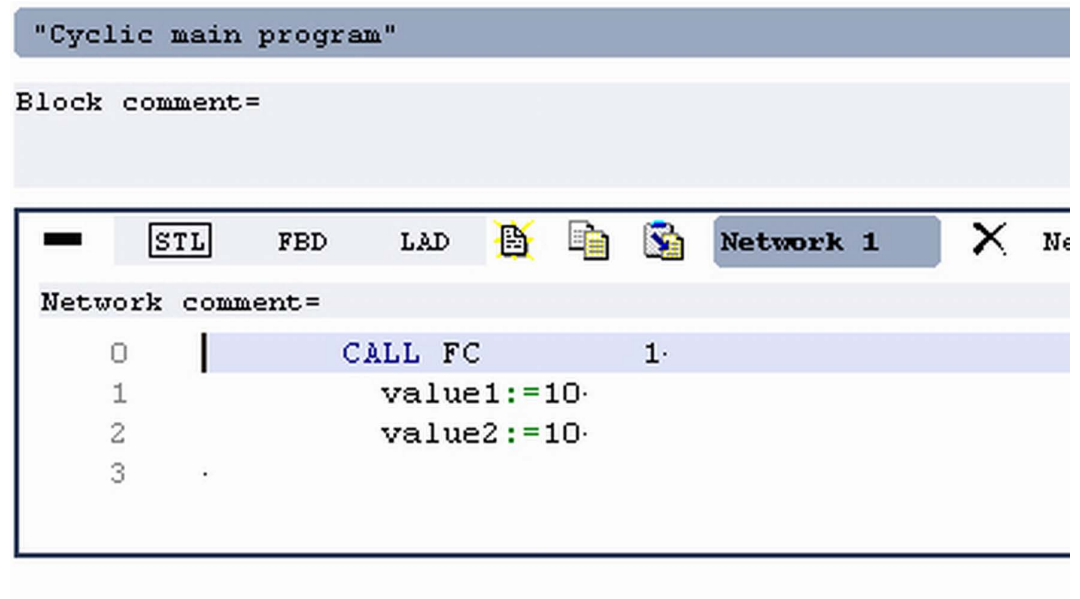 "Cyclic main program"
Block comment=
STL FBD LAD Network 1 Ne
Network comment=
0 CALL FC 1
1 value1:=10
2 value2:=10
3